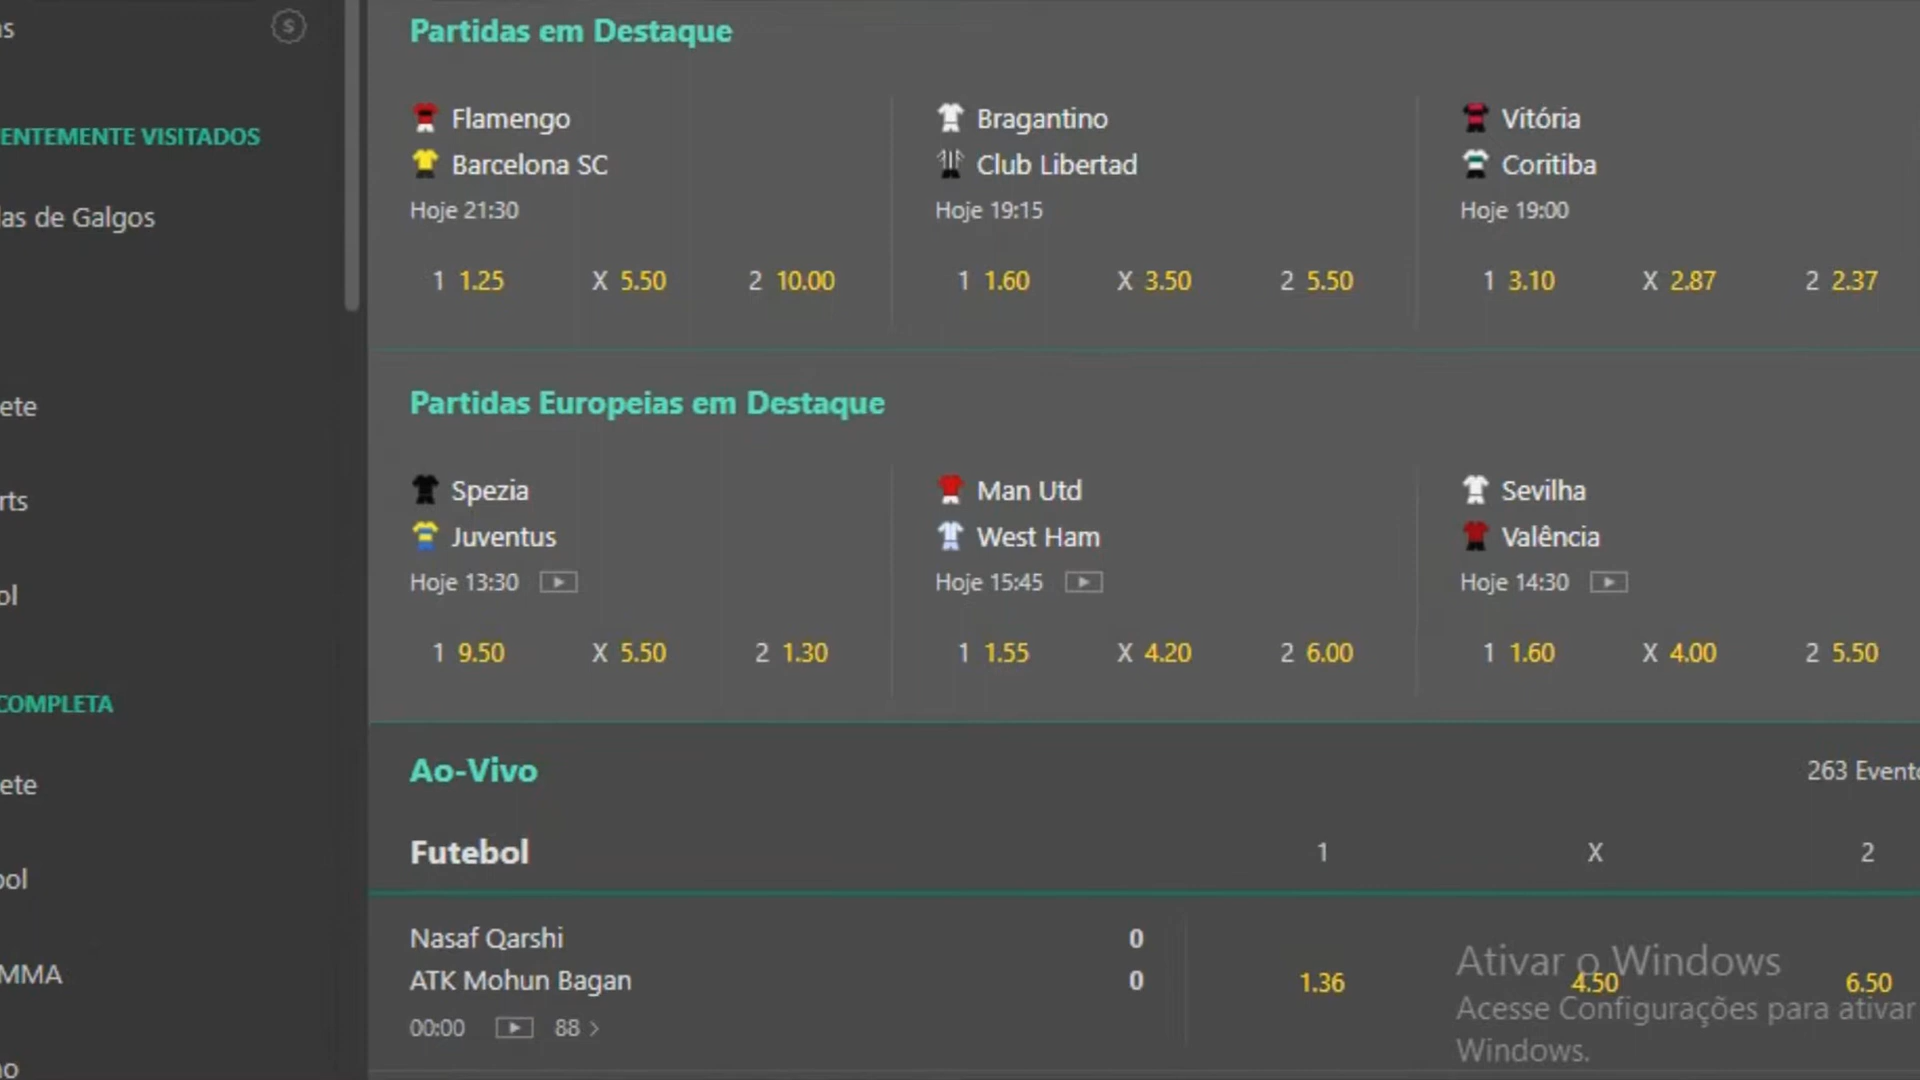 Partidas em Destaque
Flamengo
Barcelona SC
Hoje 21:30
1 1.25 X 5.50 2 10.00
Bragantino
Club Libertad
Hoje 19:15
1 1.60 X 3.50 2 5.50
Vitória
Coritiba
Hoje 19:00
1 3.10 X 2.87 2 2.37
Partidas Europeias em Destaque
Spezia
Juventus
Hoje 13:30
1 9.50 X 5.50 2 1.30
Man Utd
West Ham
Hoje 15:45
1 1.55 X 4.20 2 6.00
Sevilha
Valência
Hoje 14:30
1 1.60 X 4.00 2 5.50
Ao-Vivo
263 Evento
Futebol 1 X 2
Nasaf Qarshi 0
ATK Mohun Bagan 0
1.36 4.50 6.50
00:00 88 >
Ativar o Windows
Acesse Configurações para ativar
Windows.
s
ENTEMENTE VISITADOS
las de Galgos
ete
rts
ol
COMPLETA
ete
ol
MMA
no